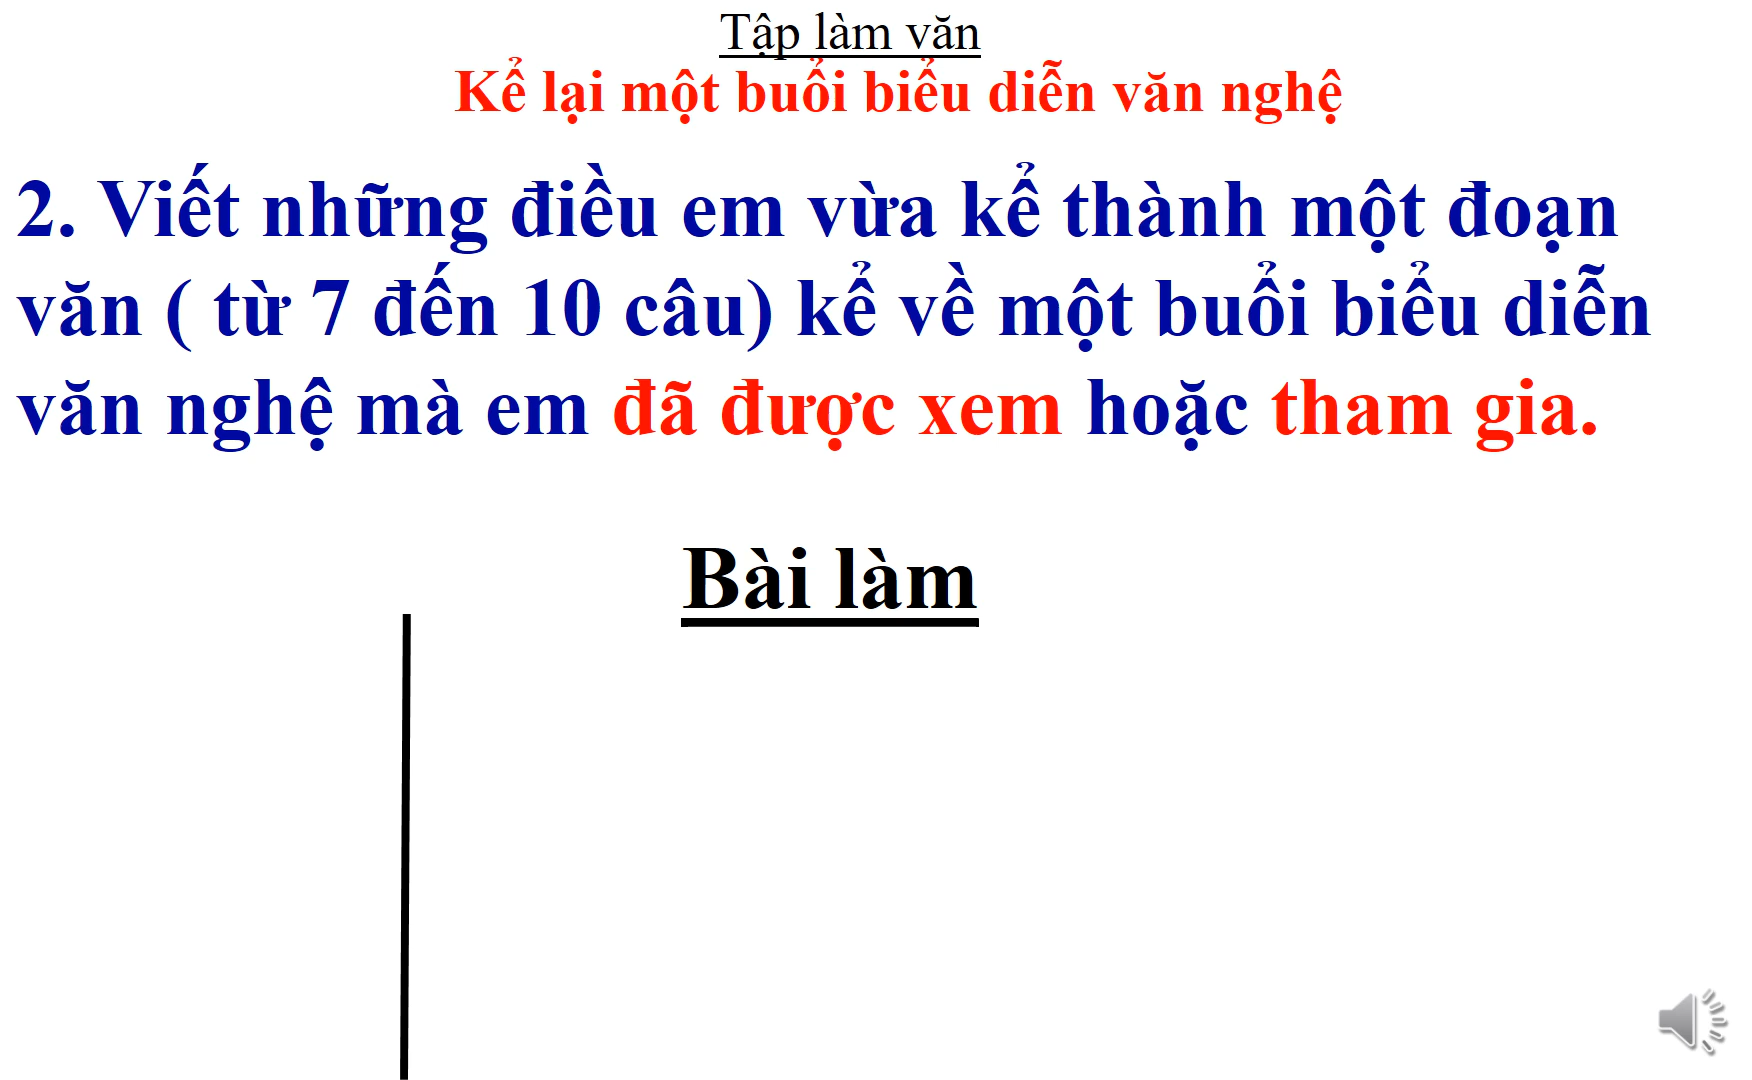 Tập làm văn
Kể lại một buổi biểu diễn văn nghệ
2. Viết những điều em vừa kể thành một đoạn
văn ( từ 7 đến 10 câu) kể về một buổi biểu diễn
văn nghệ mà em đã được xem hoặc tham gia.
Bài làm